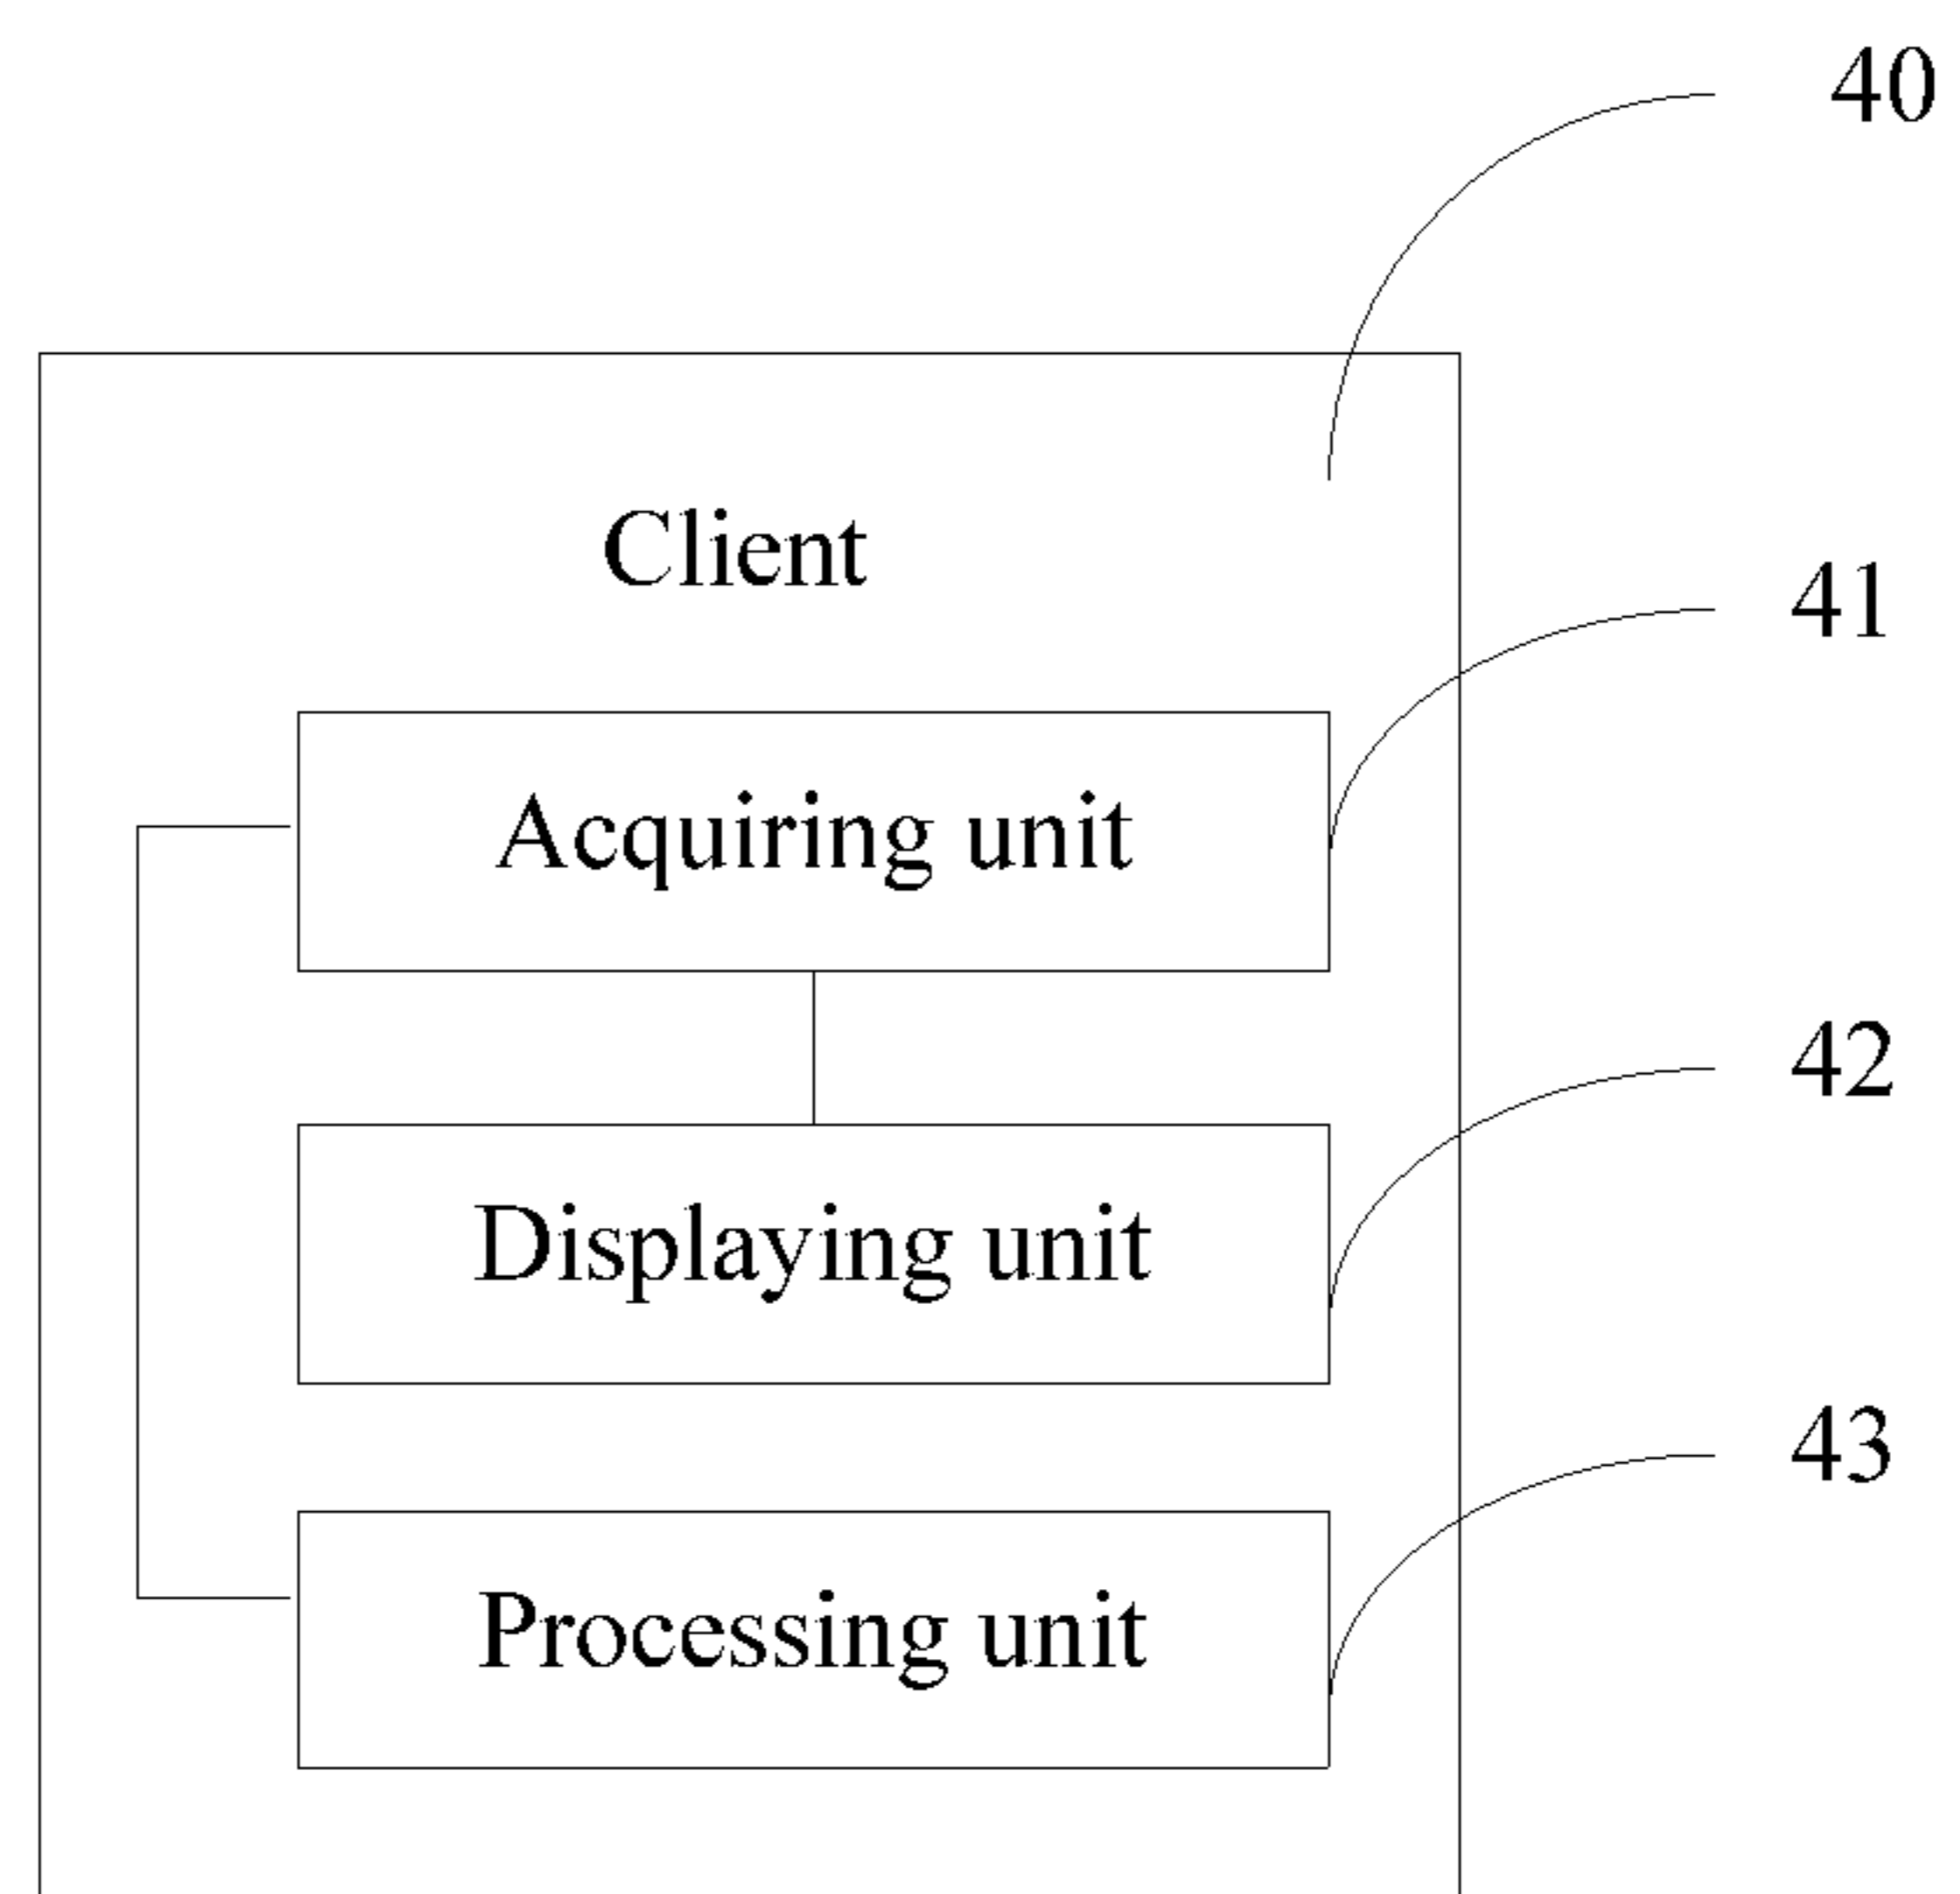 40
Client
41
Acquiring unit
42
Displaying unit
43
Processing unit